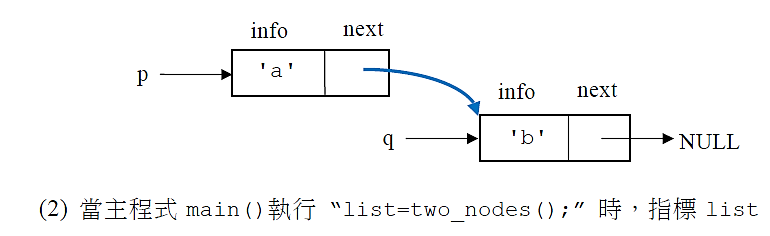 info next
p 'a'
info next
q 'b' NULL
(2) 當主程式 main()執行 “list=two_nodes();” 時，指標 list